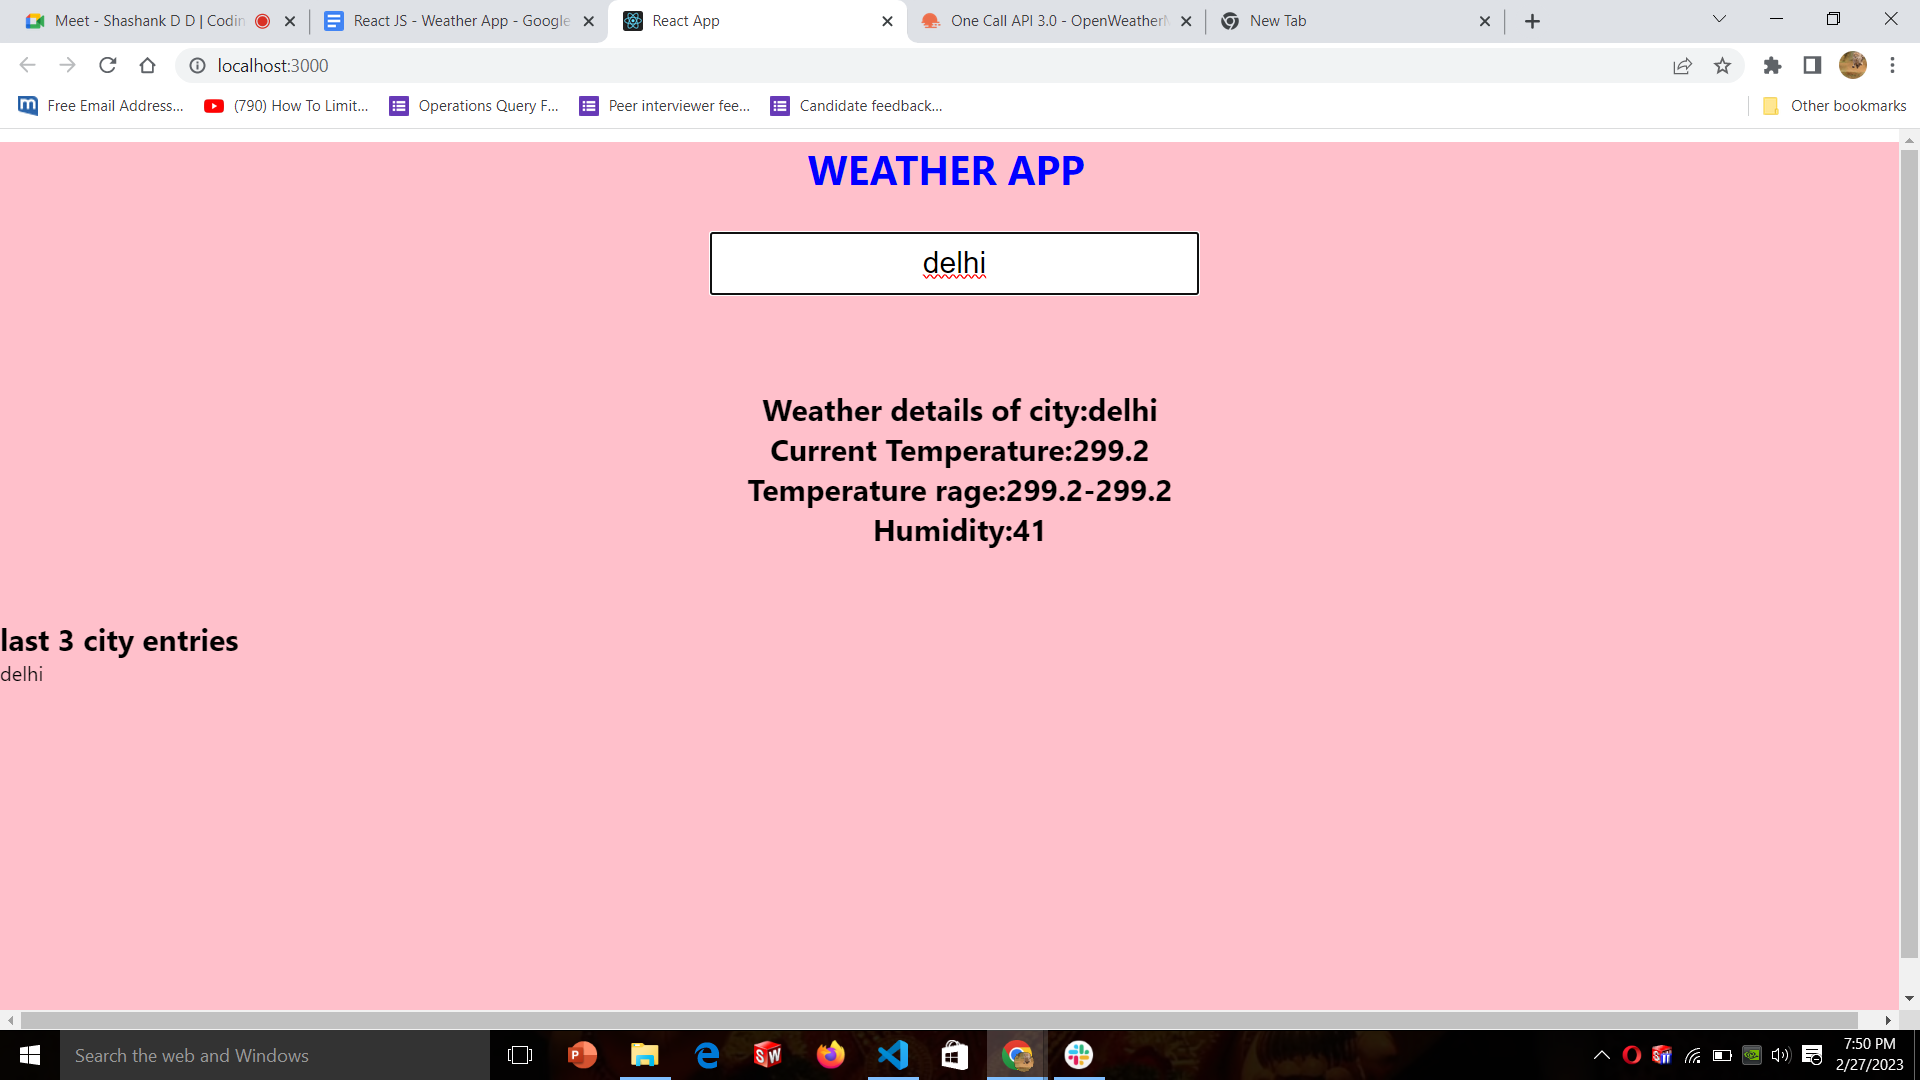 Meet - Shashank D D | Codin
React JS - Weather App - Google
React App
One Call API 3.0 - OpenWeatherM
New Tab
localhost:3000
Free Email Address...
(790) How To Limit...
Operations Query F...
Peer interviewer fee...
Candidate feedback...
Other bookmarks
WEATHER APP
delhi
Weather details of city:delhi
Current Temperature:299.2
Temperature rage:299.2-299.2
Humidity:41
last 3 city entries
delhi
Search the web and Windows
7:50 PM
2/27/2023